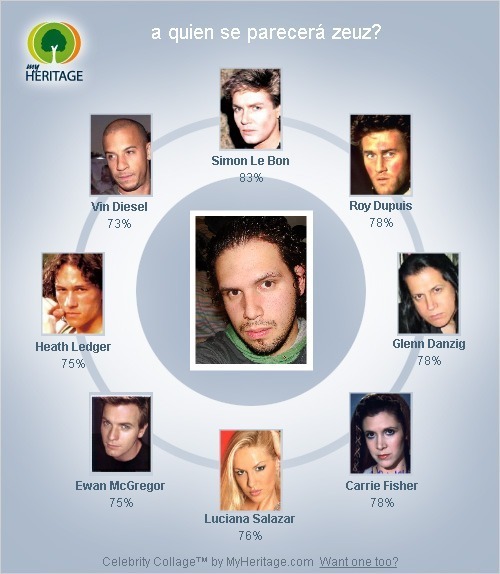 a quien se parecerá zeuz?
my
HERITAGE
Simon Le Bon
83%
Vin Diesel
73%
Roy Dupuis
78%
Heath Ledger
75%
Glenn Danzig
78%
Ewan McGregor
75%
Carrie Fisher
78%
Luciana Salazar
76%
Celebrity Collage™ by MyHeritage.com Want one too?